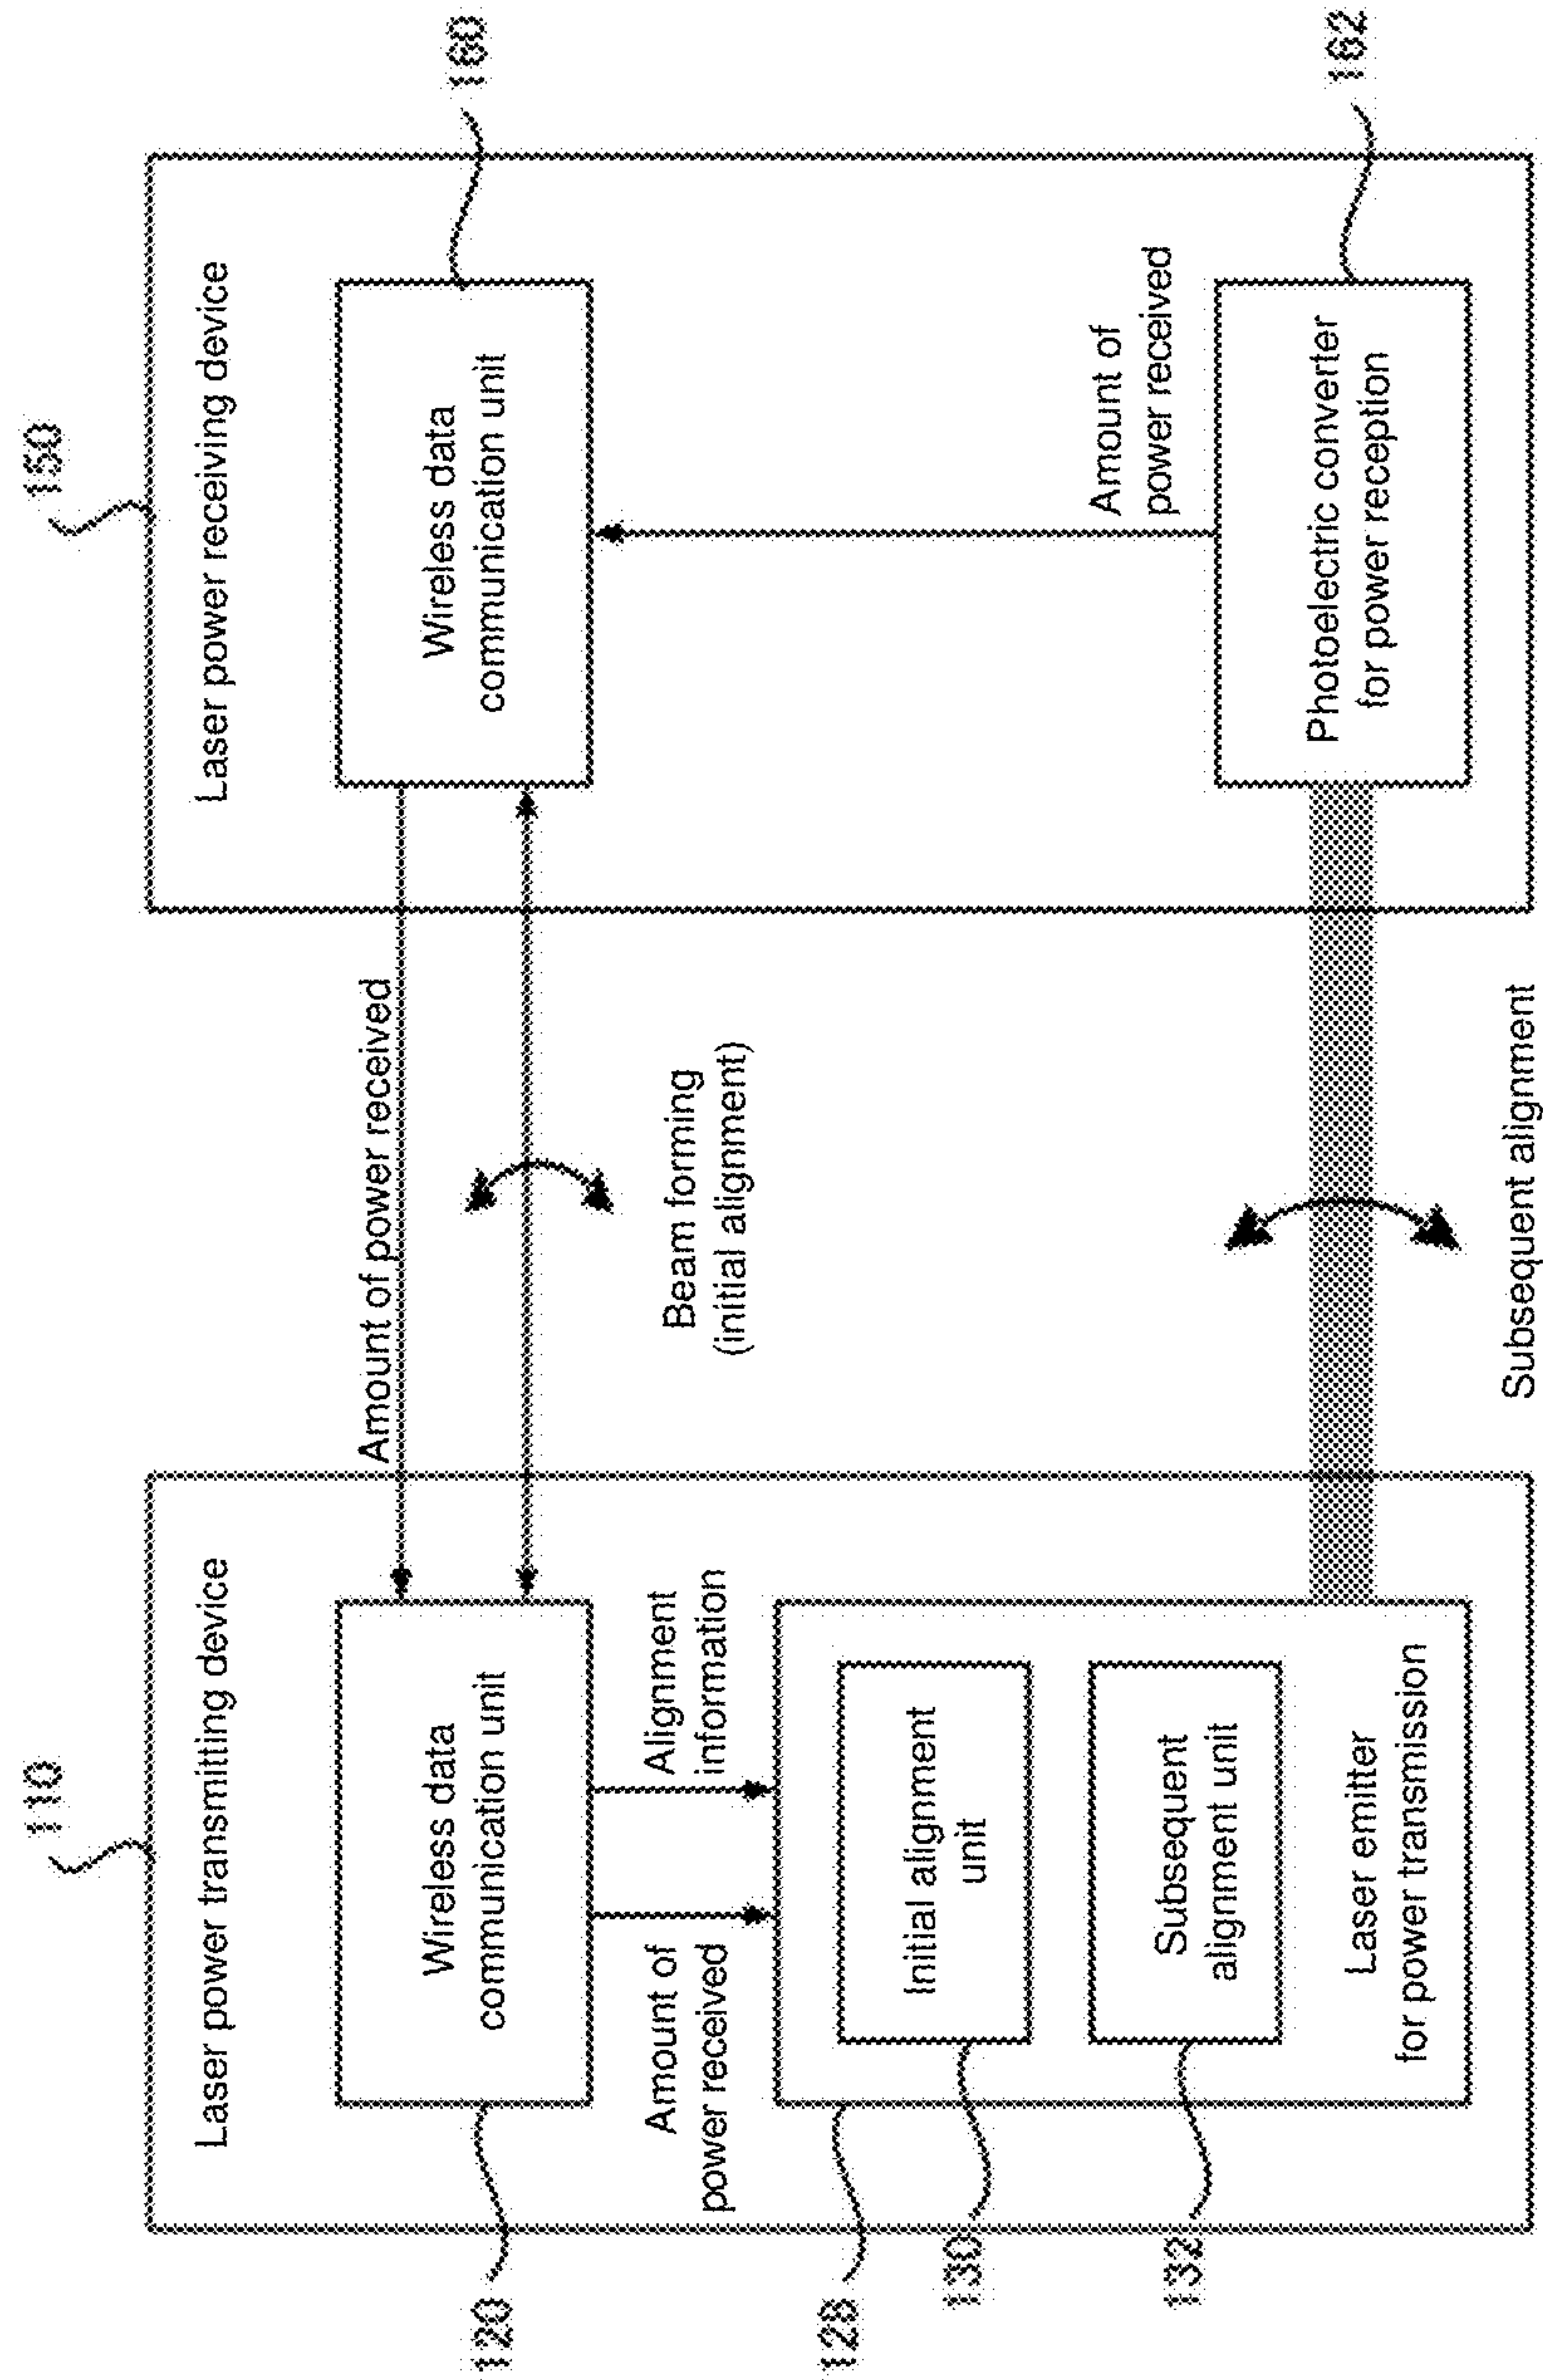 110
150
Laser power transmitting device
Laser power receiving device
Amount of power received
120
Wireless data
communication unit
Wireless data
communication unit
160
Beam forming
(initial alignment)
Amount of
power received
Alignment
information
128
130
Initial alignment
unit
132
Subsequent
alignment unit
Laser emitter
for power transmission
Amount of
power received
Photoelectric converter
for power reception
162
Subsequent alignment